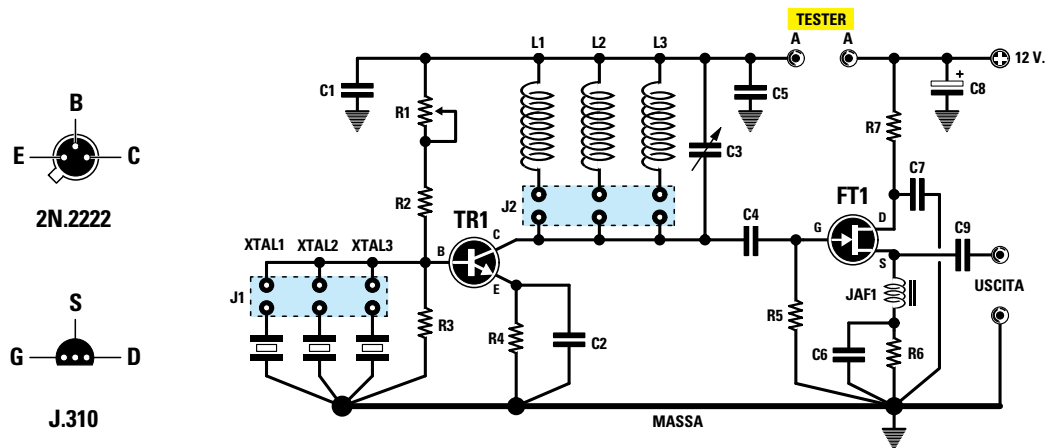 TESTER
A A
L1 L2 L3
12 V.
C1
R1
C5
C8
+
R7
C3
C7
B
E C
2N.2222
R2
J2
TR1
C
B
E
C4
FT1
G
D
S
C9
XTAL1 XTAL2 XTAL3
J1
R3
R4
C2
R5
JAF1
USCITA
C6
R6
S
G D
J.310
MASSA